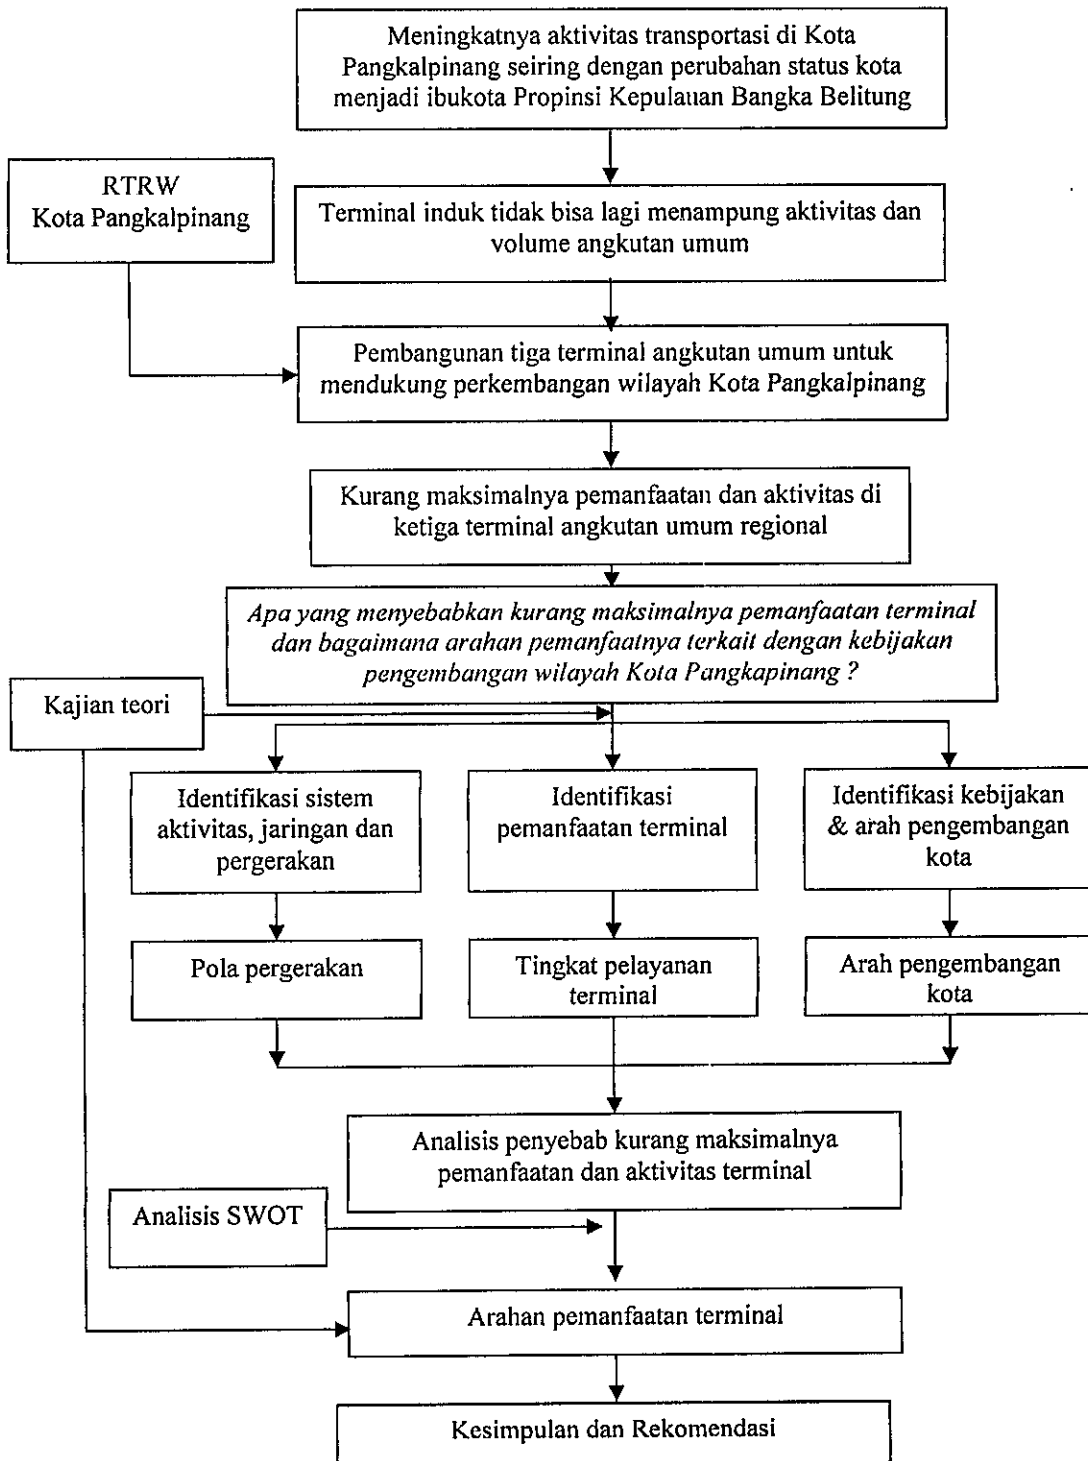 Meningkatnya aktivitas transportasi di Kota
Pangkalpinang seiring dengan perubahan status kota
menjadi ibukota Propinsi Kepulauan Bangka Belitung
RTRW
Kota Pangkalpinang
Terminal induk tidak bisa lagi menampung aktivitas dan
volume angkutan umum
Pembangunan tiga terminal angkutan umum untuk
mendukung perkembangan wilayah Kota Pangkalpinang
Kurang maksimalnya pemanfaatan dan aktivitas di
ketiga terminal angkutan umum regional
Apa yang menyebabkan kurang maksimalnya pemanfaatan terminal
dan bagaimana arahan pemanfaatnya terkait dengan kebijakan
pengembangan wilayah Kota Pangkapinang ?
Kajian teori
Identifikasi sistem
aktivitas, jaringan dan
pergerakan
Identifikasi
pemanfaatan terminal
Identifikasi kebijakan
& arah pengembangan
kota
Pola pergerakan
Tingkat pelayanan
terminal
Arah pengembangan
kota
Analisis penyebab kurang maksimalnya
pemanfaatan dan aktivitas terminal
Analisis SWOT
Arahan pemanfaatan terminal
Kesimpulan dan Rekomendasi